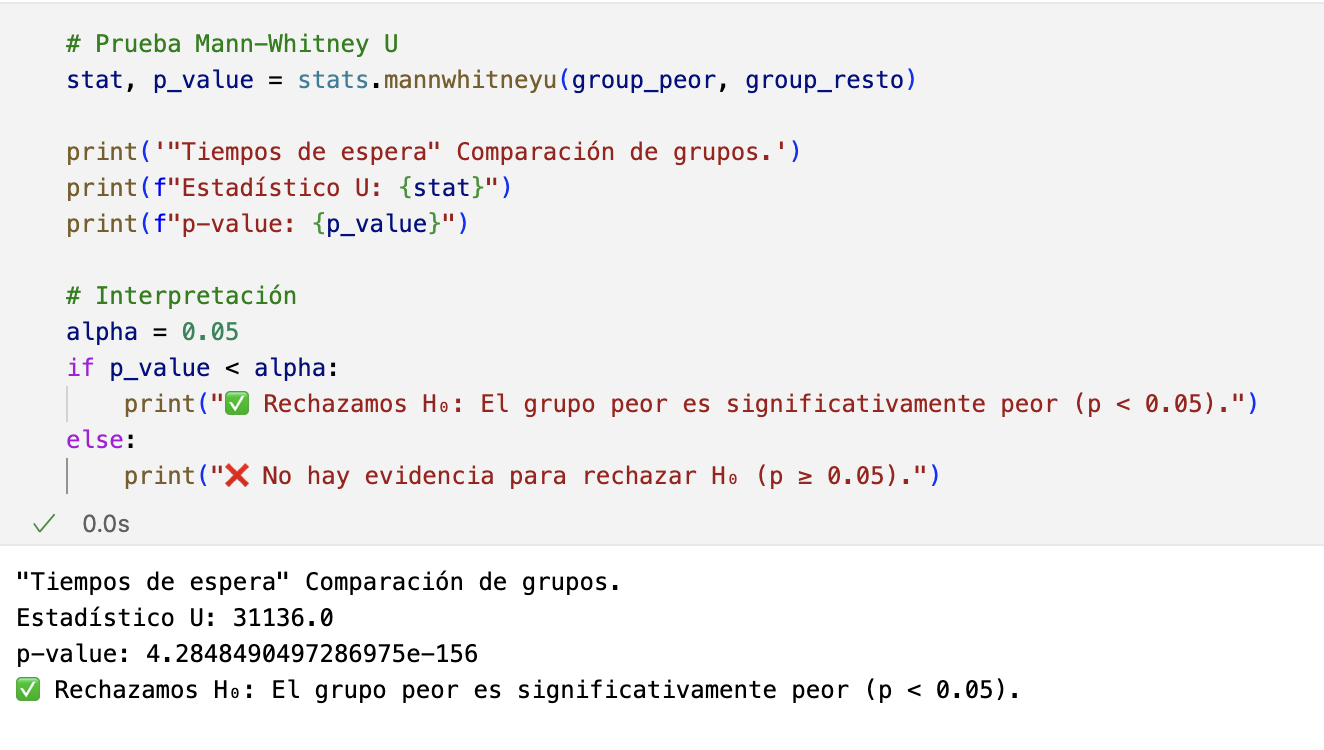 # Prueba Mann-Whitney U
stat, p_value = stats.mannwhitneyu(group_peor, group_resto)
print('"Tiempos de espera" Comparación de grupos.')
print(f"Estadístico U: {stat}")
print(f"p-value: {p_value}")
# Interpretación
alpha = 0.05
if p_value < alpha:
    print("✅ Rechazamos H₀: El grupo peor es significativamente peor (p < 0.05).")
else:
    print("❌ No hay evidencia para rechazar H₀ (p ≥ 0.05).")
✓ 0.0s
"Tiempos de espera" Comparación de grupos.
Estadístico U: 31136.0
p-value: 4.2848490497286975e-156
✅ Rechazamos H₀: El grupo peor es significativamente peor (p < 0.05).